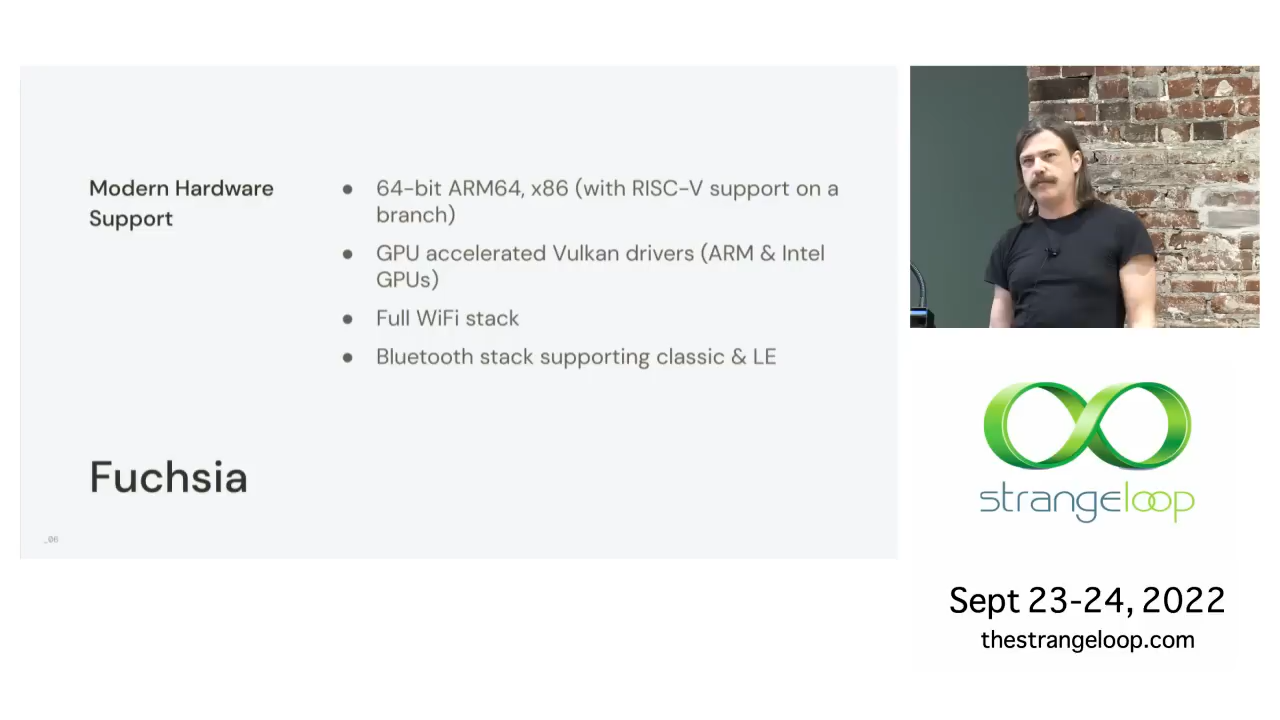 Modern Hardware
Support
● 64-bit ARM64, x86 (with RISC-V support on a
branch)
● GPU accelerated Vulkan drivers (ARM & Intel
GPUs)
● Full WiFi stack
● Bluetooth stack supporting classic & LE
Fuchsia
_06
strangeloop
Sept 23-24, 2022
thestrangeloop.com